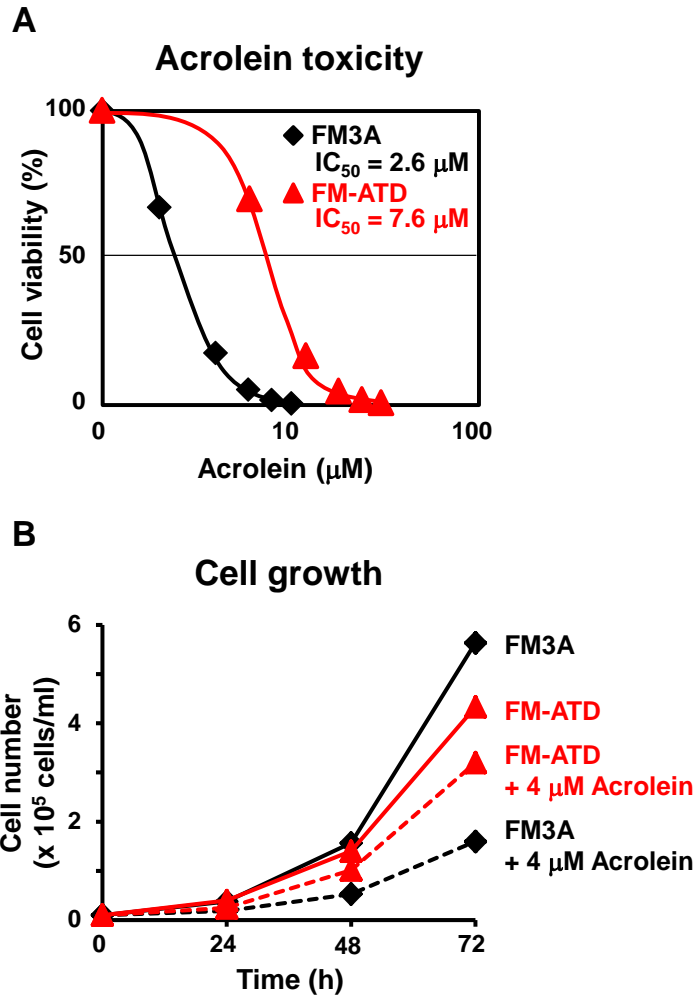 A
Acrolein toxicity
Cell viability (%)
100
50
0
FM3A
IC50 = 2.6 μM
FM-ATD
IC50 = 7.6 μM
0 10 100
Acrolein (μM)
B
Cell growth
Cell number
(x 10⁵ cells/ml)
6
4
2
0
FM3A
FM-ATD
FM-ATD
+ 4 μM Acrolein
FM3A
+ 4 μM Acrolein
0 24 48 72
Time (h)